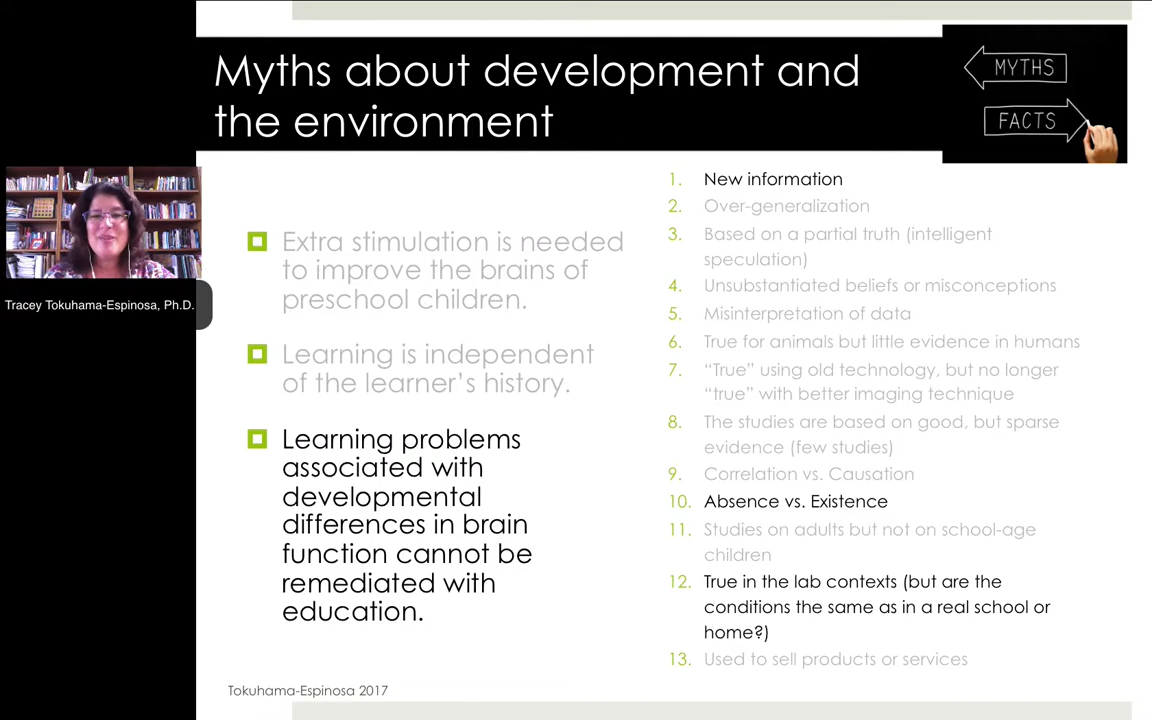 Myths about development and
the environment
MYTHS
FACTS
Tracey Tokuhama-Espinosa, Ph.D.
Extra stimulation is needed
to improve the brains of
preschool children.
Learning is independent
of the learner’s history.
Learning problems
associated with
developmental
differences in brain
function cannot be
remediated with
education.
1. New information
2. Over-generalization
3. Based on a partial truth (intelligent
speculation)
4. Unsubstantiated beliefs or misconceptions
5. Misinterpretation of data
6. True for animals but little evidence in humans
7. “True” using old technology, but no longer
“true” with better imaging technique
8. The studies are based on good, but sparse
evidence (few studies)
9. Correlation vs. Causation
10. Absence vs. Existence
11. Studies on adults but not on school-age
children
12. True in the lab contexts (but are the
conditions the same as in a real school or
home?)
13. Used to sell products or services
Tokuhama-Espinosa 2017